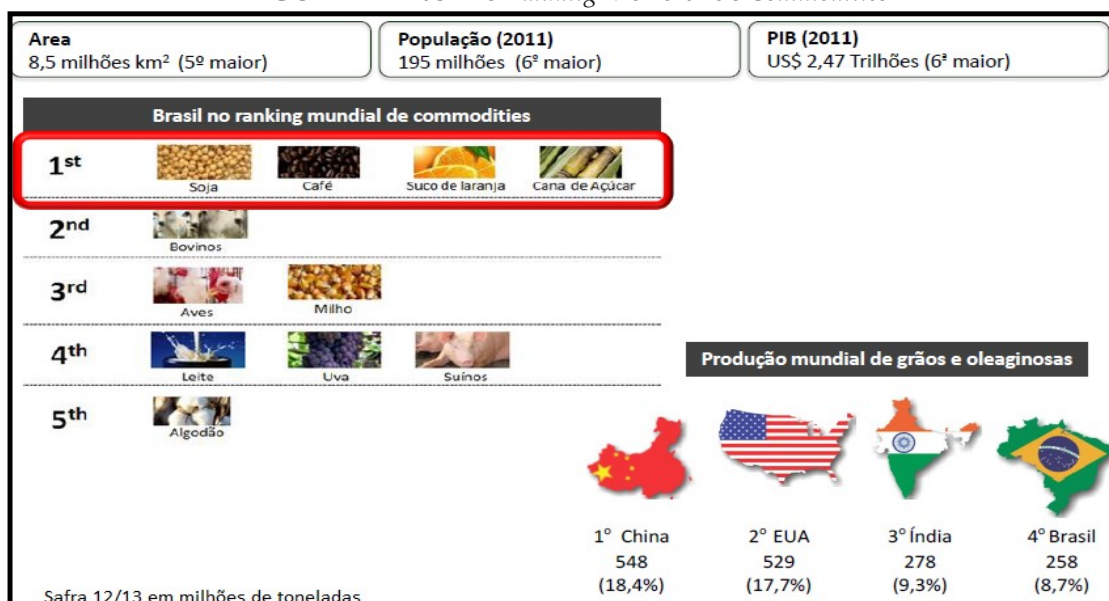 Area
8,5 milhões km² (5º maior)
População (2011)
195 milhões (6ª maior)
PIB (2011)
US$ 2,47 Trilhões (6ª maior)
Brasil no ranking mundial de commodities
1st
Soja
Café
Suco de laranja
Cana de Açúcar
2nd
Bovinos
3rd
Aves
Milho
4th
Leite
Uva
Suínos
5th
Algodão
Produção mundial de grãos e oleaginosas
1º China
548
(18,4%)
2º EUA
529
(17,7%)
3º Índia
278
(9,3%)
4º Brasil
258
(8,7%)
Safra 12/13 em milhões de toneladas